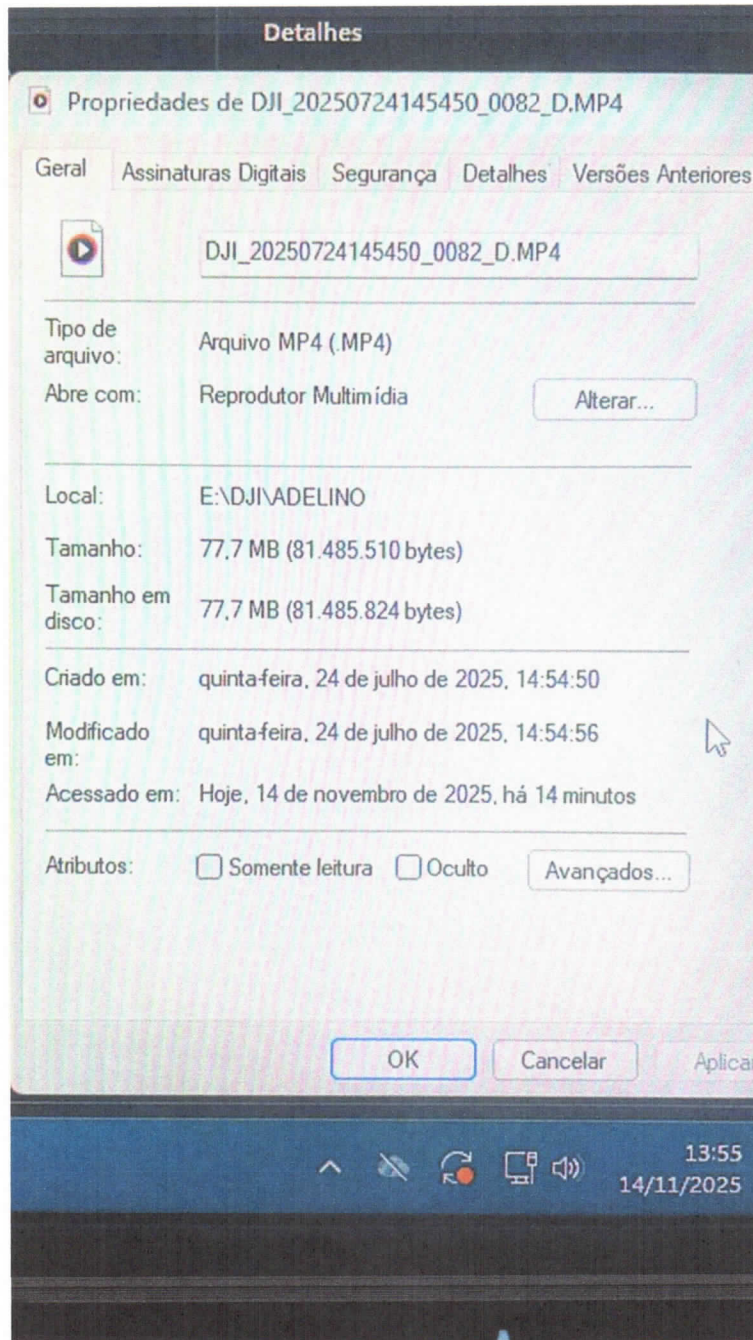 Detalhes
Propriedades de DJI_20250724145450_0082_D.MP4
Geral Assinaturas Digitais Segurança Detalhes Versões Anteriores
DJI_20250724145450_0082_D.MP4
Tipo de
arquivo: Arquivo MP4 (.MP4)
Abre com: Reprodutor Multimídia Alterar...
Local: E:\DJI\ADELINO
Tamanho: 77,7 MB (81.485.510 bytes)
Tamanho em
disco: 77,7 MB (81.485.824 bytes)
Criado em: quinta-feira, 24 de julho de 2025, 14:54:50
Modificado
em: quinta-feira, 24 de julho de 2025, 14:54:56
Acessado em: Hoje, 14 de novembro de 2025, há 14 minutos
Atributos: Somente leitura Oculto Avançados...
OK Cancelar Aplicar
13:55
14/11/2025